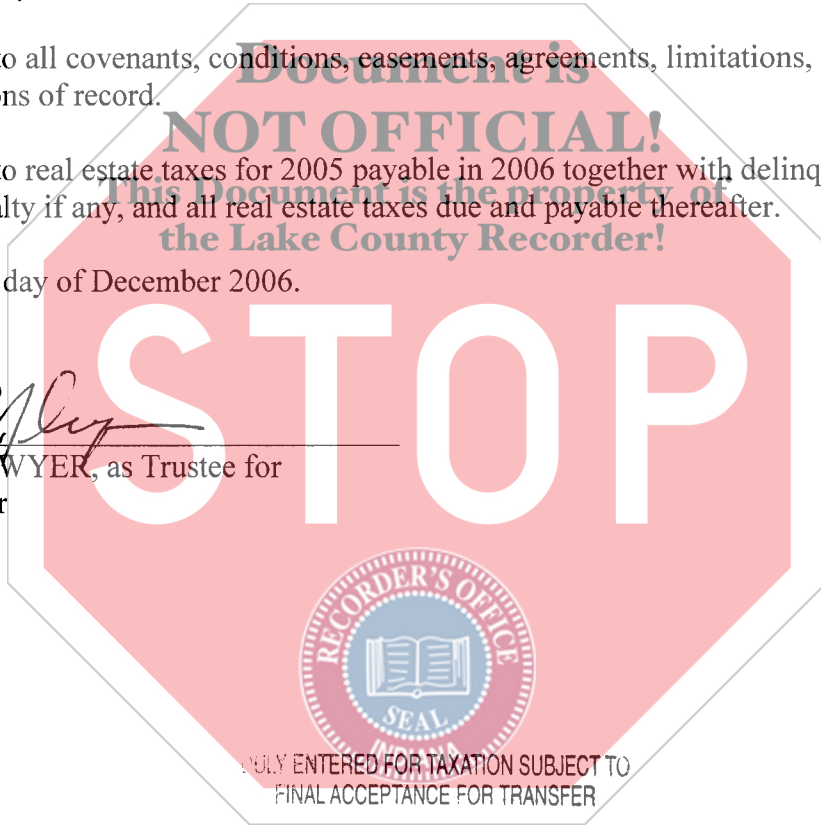 to all covenants, conditions, easements, agreements, limitations,
ns of record.
Document is
NOT OFFICIAL!
to real estate taxes for 2005 payable in 2006 together with delinq
This Document is the property of
alty if any, and all real estate taxes due and payable thereafter.
the Lake County Recorder!
day of December 2006.
STOP
WYER, as Trustee for
r
RECORDER'S OFFICE
SEAL
INDIANA
DULY ENTERED FOR TAXATION SUBJECT TO
FINAL ACCEPTANCE FOR TRANSFER